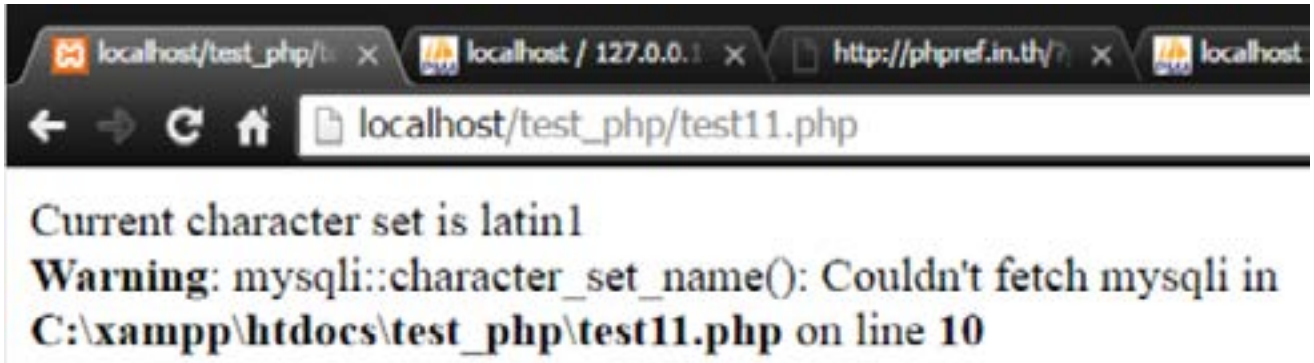 localhost/test_php/t
localhost / 127.0.0.1
http://phpref.in.th/?
localhost
localhost/test_php/test11.php
Current character set is latin1
Warning: mysqli::character_set_name(): Couldn't fetch mysqli in
C:\xampp\htdocs\test_php\test11.php on line 10